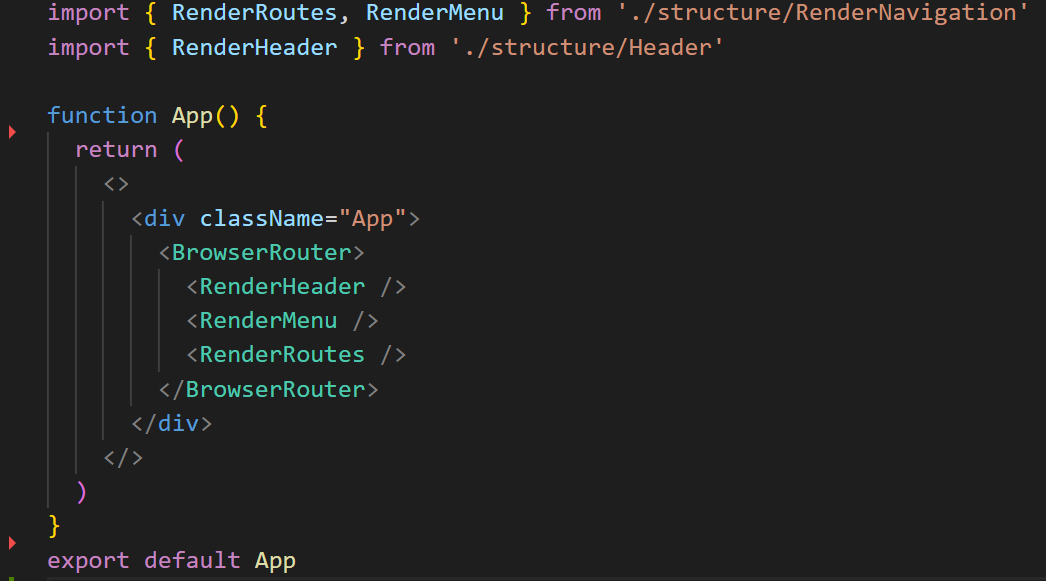 import { RenderRoutes, RenderMenu } from './structure/RenderNavigation'
import { RenderHeader } from './structure/Header'

function App() {
  return (
    <>
      <div className="App">
        <BrowserRouter>
          <RenderHeader />
          <RenderMenu />
          <RenderRoutes />
        </BrowserRouter>
      </div>
    </>
  )
}
export default App